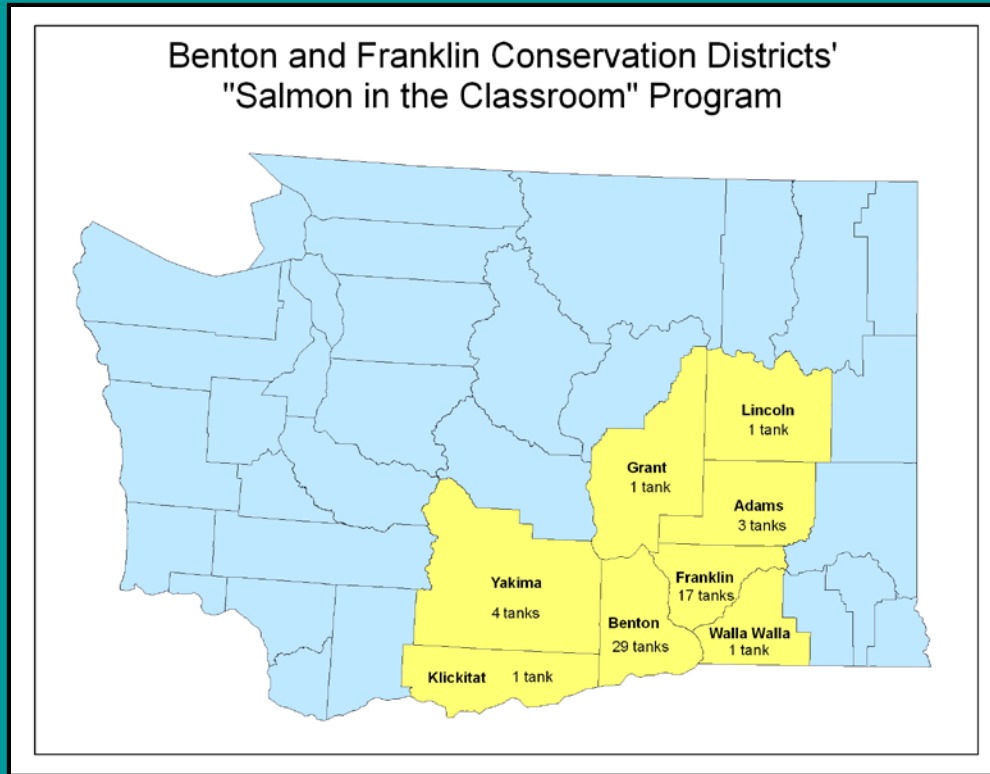 Benton and Franklin Conservation Districts'
"Salmon in the Classroom" Program
Lincoln
1 tank
Grant
1 tank
Adams
3 tanks
Yakima
4 tanks
Franklin
17 tanks
Benton
29 tanks
Walla Walla
1 tank
Klickitat 1 tank